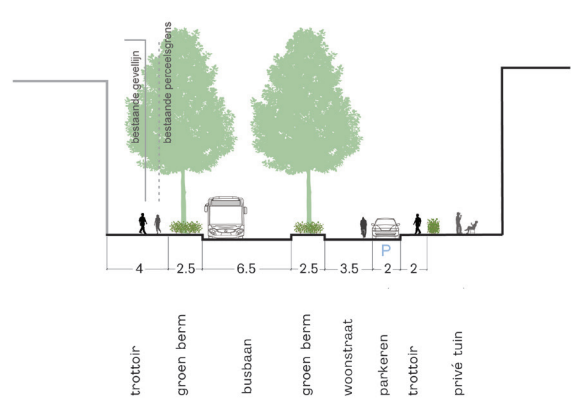 bestaande gevellijn
bestaande perceelsgrens
P
4
2.5
6.5
2.5
3.5
2
2
trottoir
groen berm
busbaan
groen berm
woonstraat
parkeren
trottoir
privé tuin